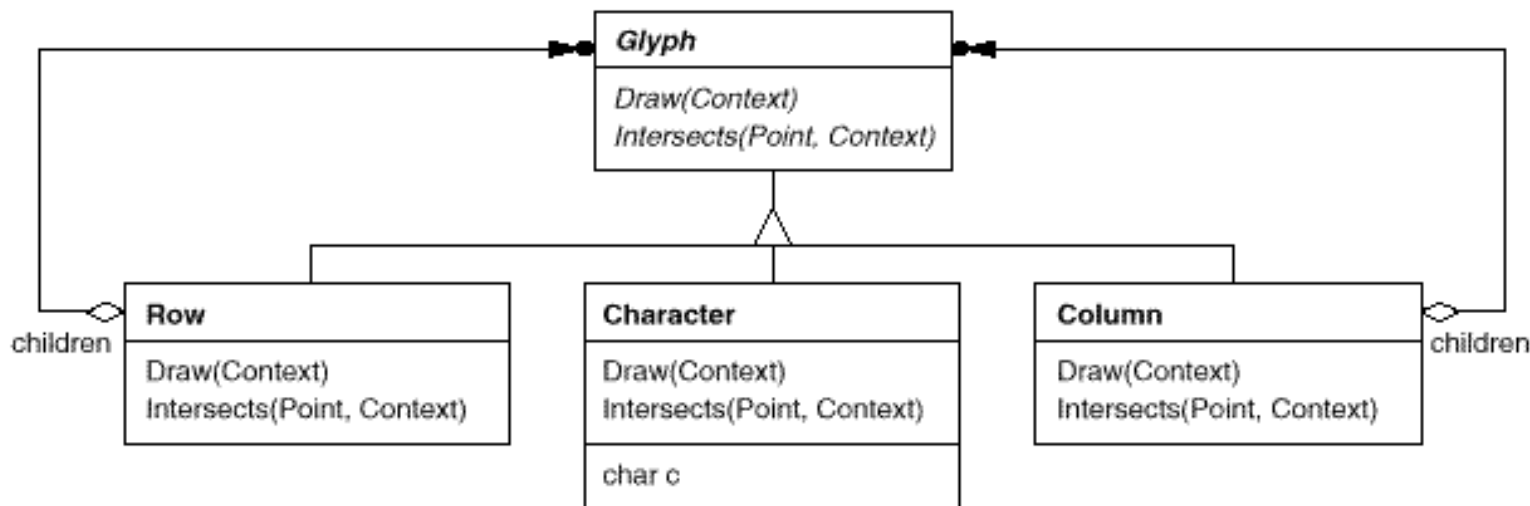 Glyph
Draw(Context)
Intersects(Point, Context)
children
Row
Draw(Context)
Intersects(Point, Context)
Character
Draw(Context)
Intersects(Point, Context)
char c
Column
Draw(Context)
Intersects(Point, Context)
children